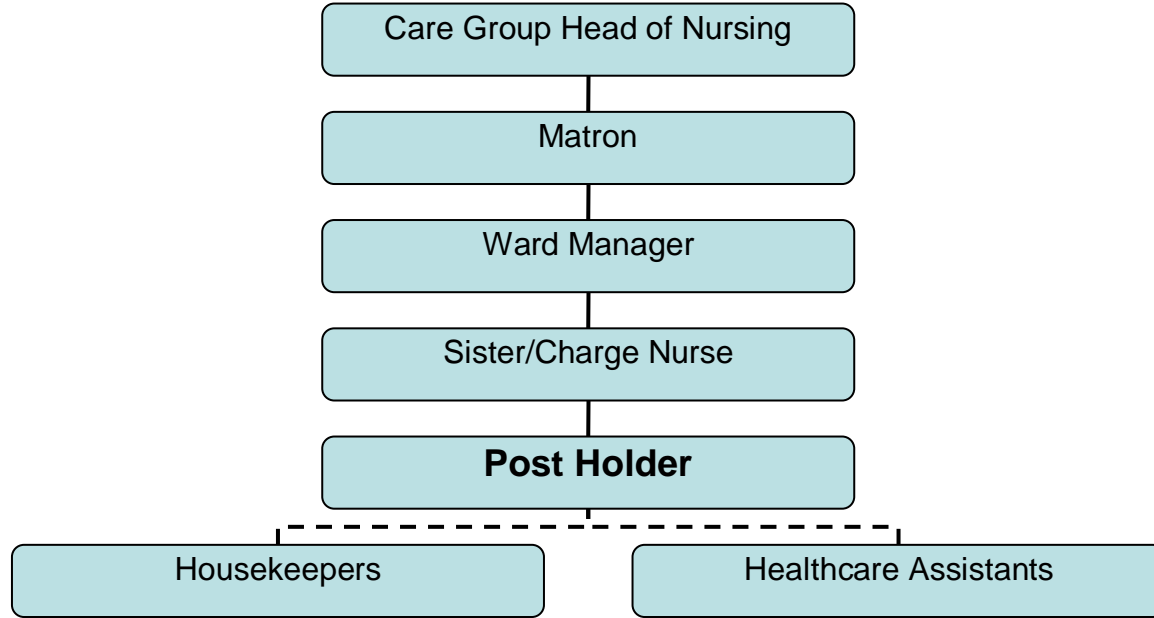 Care Group Head of Nursing
Matron
Ward Manager
Sister/Charge Nurse
Post Holder
Housekeepers
Healthcare Assistants